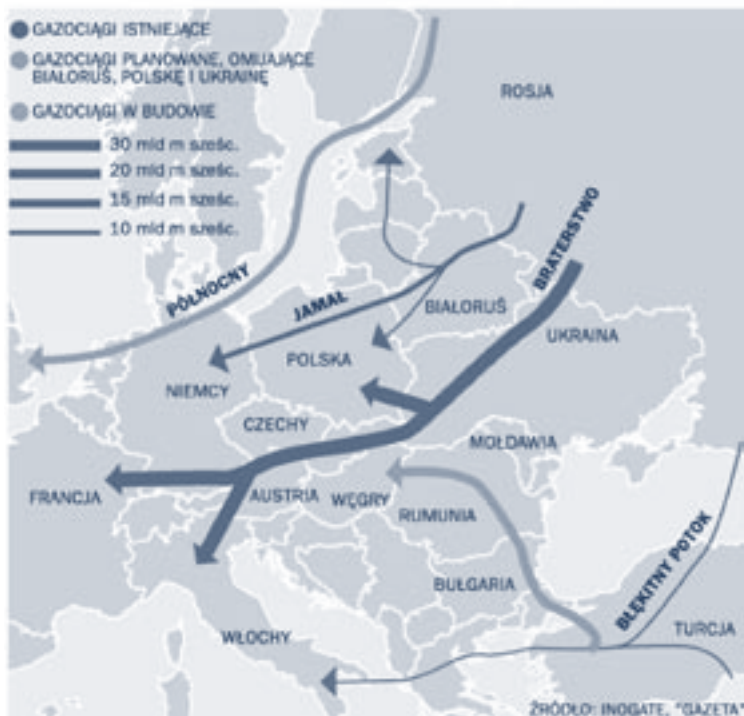 GAZOCIĄGI ISTNIEJĄCE
GAZOCIĄGI PLANOWANE, OMIJAJĄCE
BIAŁORUŚ, POLSKĘ I UKRAINĘ
GAZOCIĄGI W BUDOWIE
30 mld m sześc.
20 mld m sześc.
15 mld m sześc.
10 mld m sześc.
ROSJA
BRATERSTWO
PÓŁNOCNY
JAMAŁ
BIAŁORUŚ
UKRAINA
POLSKA
NIEMCY
CZECHY
MOŁDAWIA
FRANCJA
AUSTRIA
WĘGRY
RUMUNIA
BŁĘKITNY POTOK
BUŁGARIA
WŁOCHY
TURCJA
ŹRÓDŁO: INOGATE, "GAZETA"